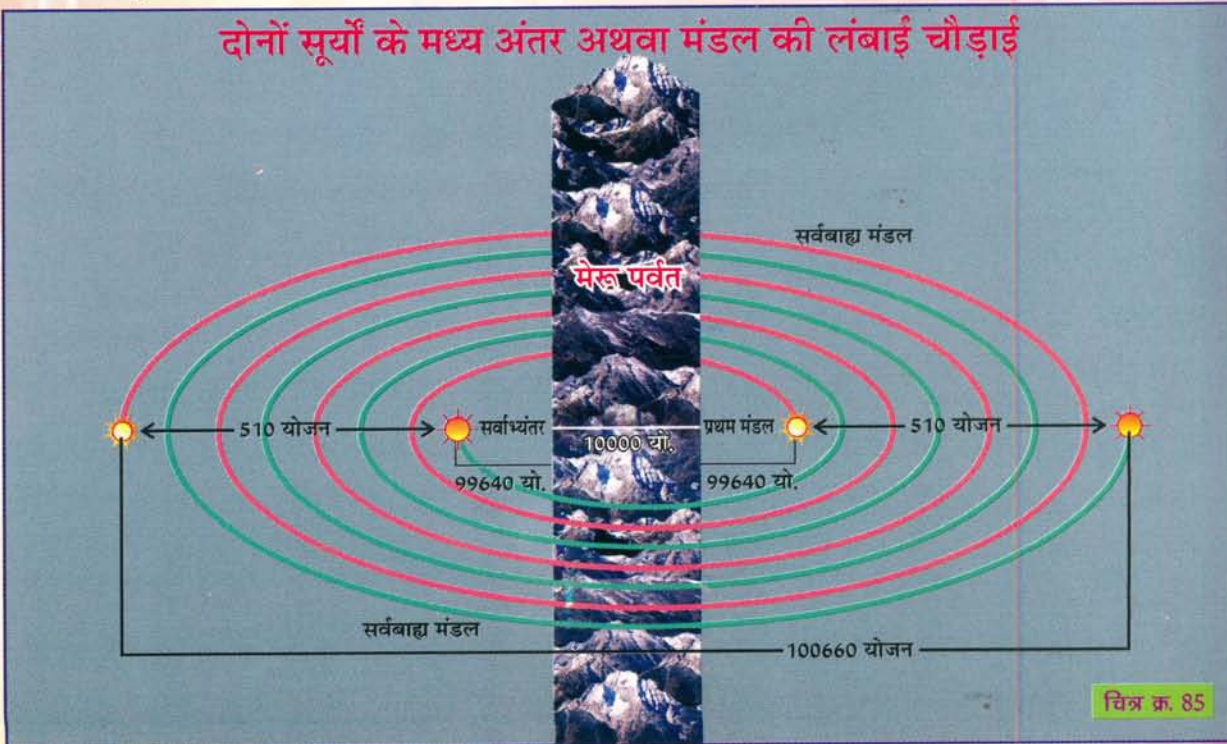 दोनों सूर्यों के मध्य अंतर अथवा मंडल की लंबाई चौड़ाई
सर्वबाह्य मंडल
मेरू पर्वत
510 योजन
सर्वाभ्यंतर
10000 यो.
प्रथम मंडल
510 योजन
99640 यो.
99640 यो.
सर्वबाह्य मंडल
100660 योजन
चित्र क्र. 85